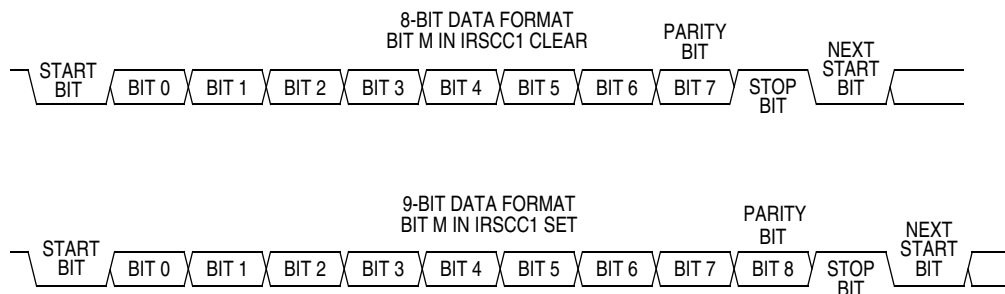 8-BIT DATA FORMAT
BIT M IN IRSCC1 CLEAR
PARITY
BIT
START
BIT
BIT 0
BIT 1
BIT 2
BIT 3
BIT 4
BIT 5
BIT 6
BIT 7
STOP
BIT
NEXT
START
BIT
9-BIT DATA FORMAT
BIT M IN IRSCC1 SET
PARITY
BIT
START
BIT
BIT 0
BIT 1
BIT 2
BIT 3
BIT 4
BIT 5
BIT 6
BIT 7
BIT 8
STOP
BIT
NEXT
START
BIT